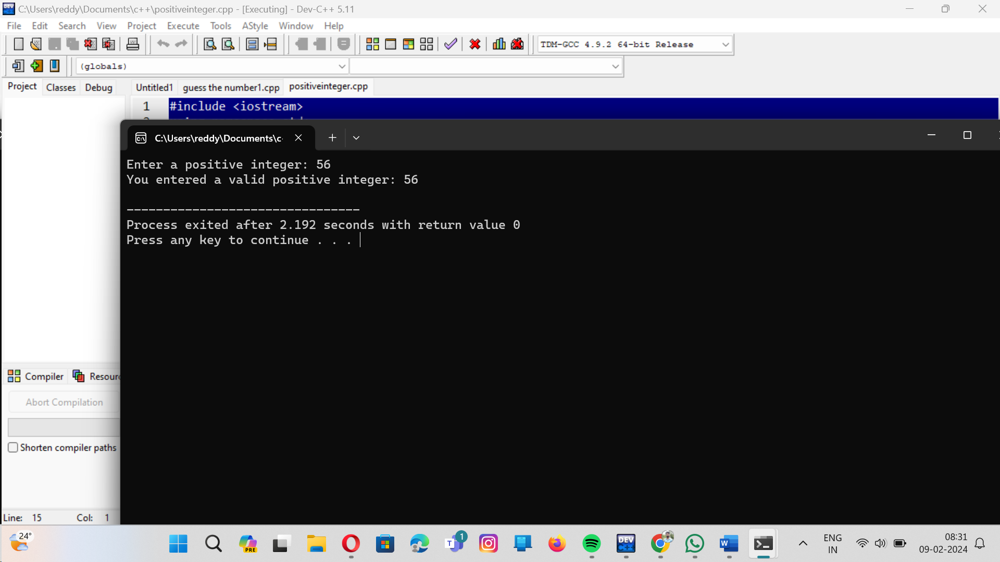 C:\Users\reddy\Documents\c++\positiveinteger.cpp - [Executing] - Dev-C++ 5.11
File Edit Search View Project Execute Tools AStyle Window Help
TDM-GCC 4.9.2 64-bit Release
(globals)
Project Classes Debug Untitled1 guess the number1.cpp positiveinteger.cpp
1 #include <iostream>
C:\Users\reddy\Documents\c
Enter a positive integer: 56
You entered a valid positive integer: 56
--------------------------------
Process exited after 2.192 seconds with return value 0
Press any key to continue . . .
Compiler
Abort Compilation
Shorten compiler paths
Line: 15 Col: 1
24°
PRE
T
1
DEV
C++
W
ENG
IN
08:31
09-02-2024